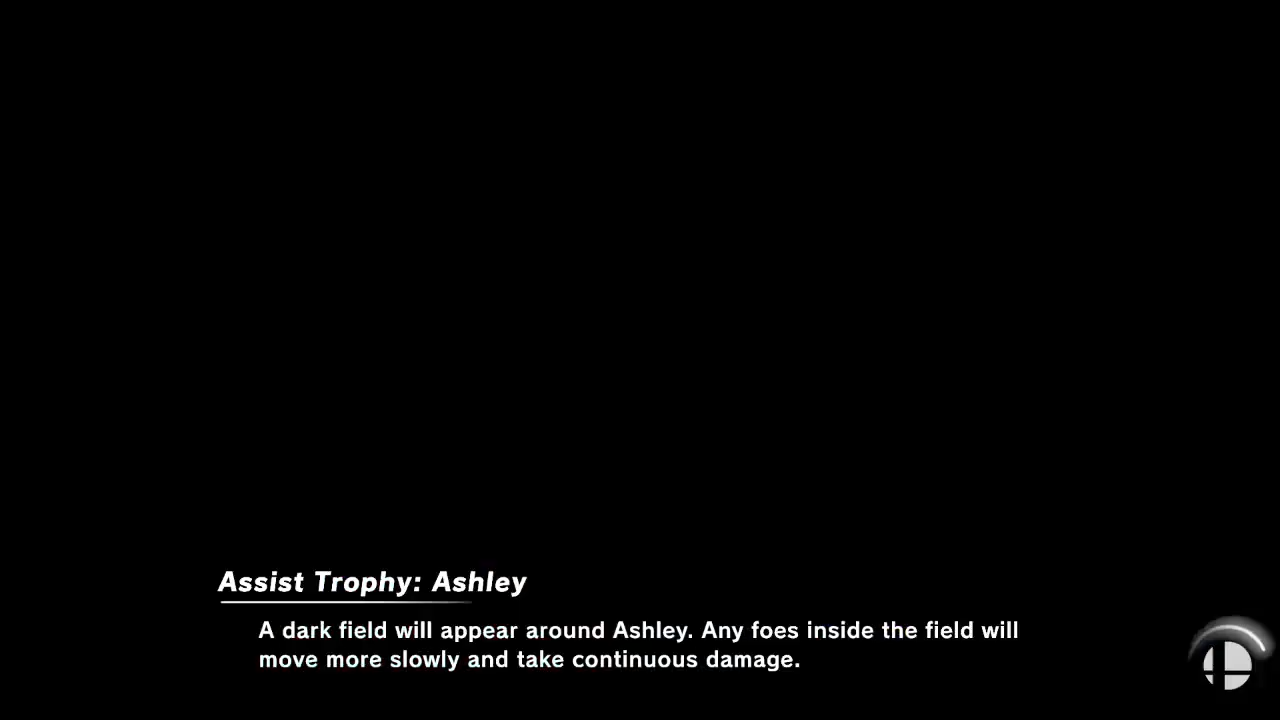 Assist Trophy: Ashley
A dark field will appear around Ashley. Any foes inside the field will
move more slowly and take continuous damage.